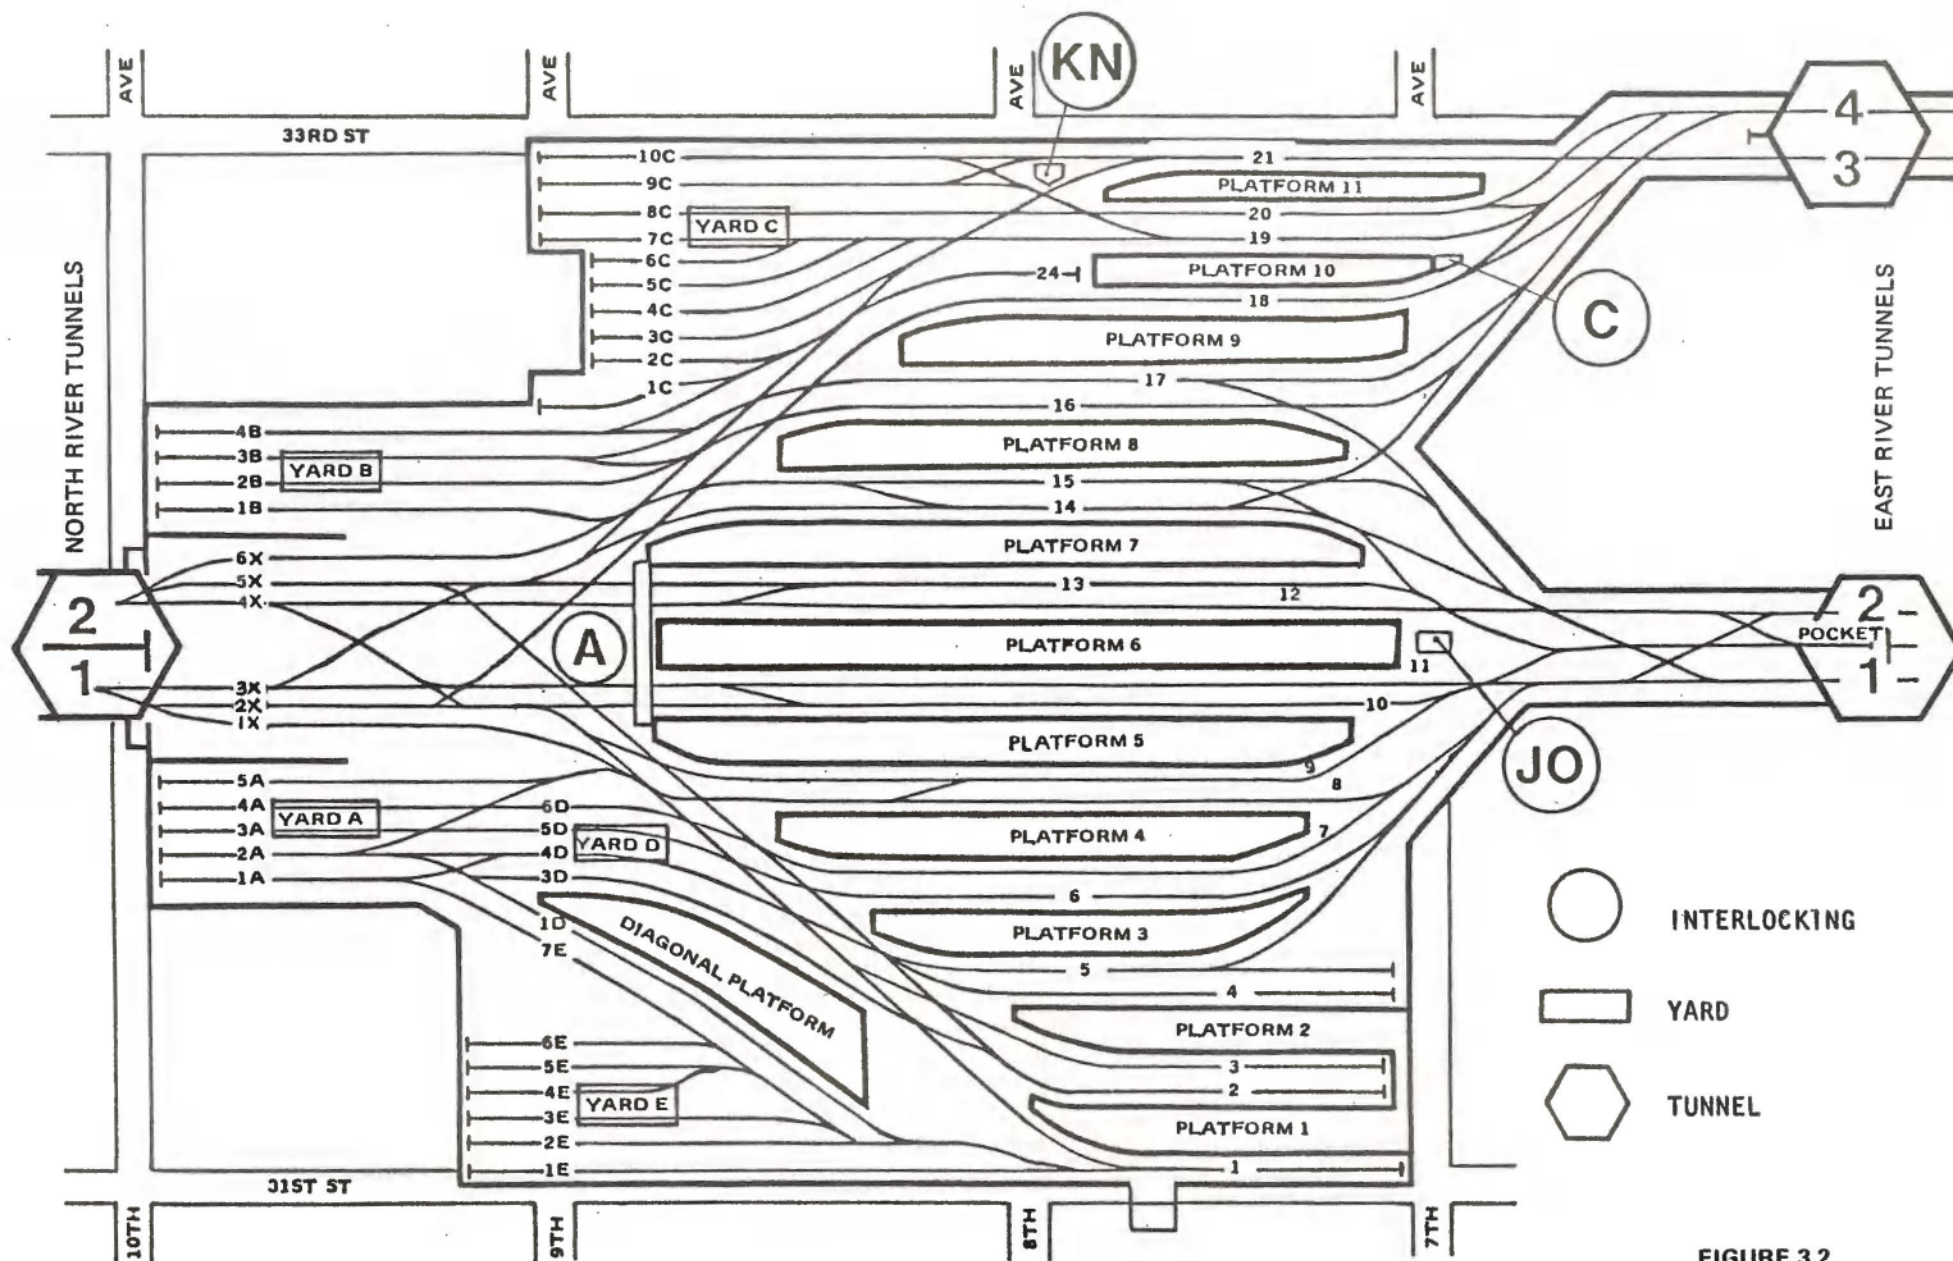 AVE
AVE
AVE
AVE
KN
33RD ST
10C
9C
8C
7C
6C
5C
4C
3C
2C
1C
YARD C
21
PLATFORM 11
20
19
24
PLATFORM 10
18
PLATFORM 9
17
16
PLATFORM 8
15
14
PLATFORM 7
13
12
PLATFORM 6
11
10
PLATFORM 5
9
8
PLATFORM 4
7
6
PLATFORM 3
5
4
PLATFORM 2
3
2
PLATFORM 1
1
4
3
C
EAST RIVER TUNNELS
2
POCKET
1
JO
NORTH RIVER TUNNELS
4B
3B
2B
1B
YARD B
6X
5X
4X
2
1
A
3X
2X
1X
5A
4A
3A
2A
1A
YARD A
6D
5D
4D
3D
1D
YARD D
7E
DIAGONAL PLATFORM
6E
5E
4E
3E
2E
1E
YARD E
31ST ST
10TH
9TH
8TH
7TH
INTERLOCKING
YARD
TUNNEL
FIGURE 3.2